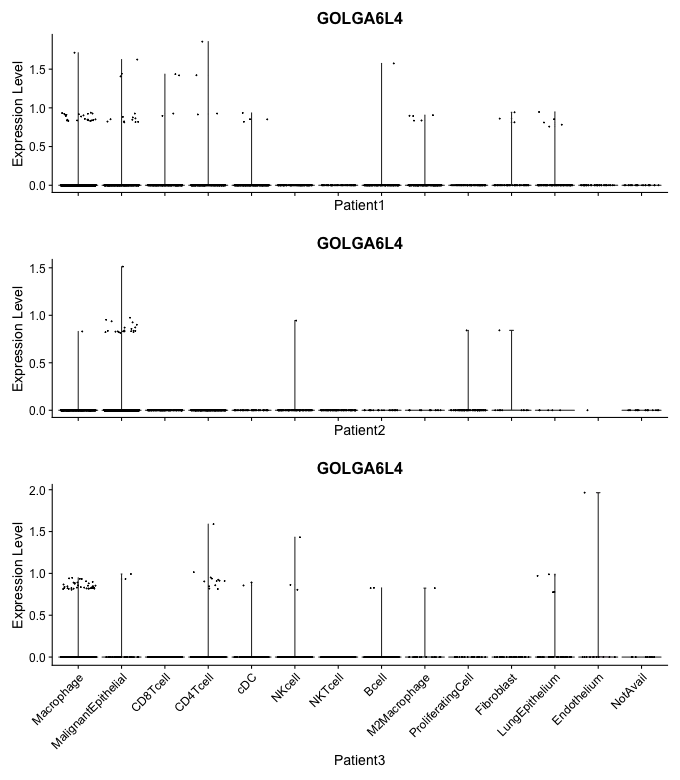 GOLGA6L4
Expression Level
1.5
1.0
0.5
0.0
Patient1
GOLGA6L4
Expression Level
1.5
1.0
0.5
0.0
Patient2
GOLGA6L4
Expression Level
2.0
1.5
1.0
0.5
0.0
Macrophage
MalignantEpithelial
CD8Tcell
CD4Tcell
cDC
NKcell
NKTcell
Bcell
M2Macrophage
ProliferatingCell
Fibroblast
LungEpithelium
Endothelium
NotAvail
Patient3